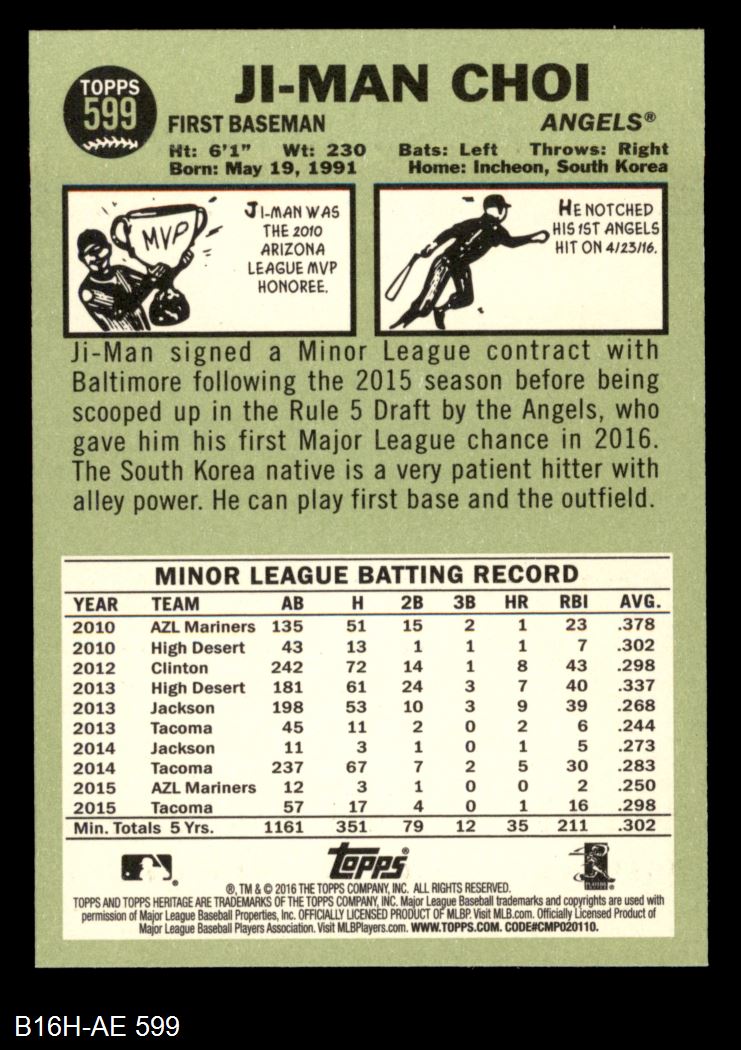 TOPPS
599
JI-MAN CHOI
FIRST BASEMAN
ANGELS®
Ht: 6'1" Wt: 230 Bats: Left Throws: Right
Born: May 19, 1991 Home: Incheon, South Korea
MVP
JI-MAN WAS
THE 2010
ARIZONA
LEAGUE MVP
HONOREE.
HE NOTCHED
HIS 1ST ANGELS
HIT ON 4/23/16.
Ji-Man signed a Minor League contract with
Baltimore following the 2015 season before being
scooped up in the Rule 5 Draft by the Angels, who
gave him his first Major League chance in 2016.
The South Korea native is a very patient hitter with
alley power. He can play first base and the outfield.
MINOR LEAGUE BATTING RECORD
YEAR TEAM AB H 2B 3B HR RBI AVG.
2010 AZL Mariners 135 51 15 2 1 23 .378
2010 High Desert 43 13 1 1 1 7 .302
2012 Clinton 242 72 14 1 8 43 .298
2013 High Desert 181 61 24 3 7 40 .337
2013 Jackson 198 53 10 3 9 39 .268
2013 Tacoma 45 11 2 0 2 6 .244
2014 Jackson 11 3 1 0 1 5 .273
2014 Tacoma 237 67 7 2 5 30 .283
2015 AZL Mariners 12 3 1 0 0 2 .250
2015 Tacoma 57 17 4 0 1 16 .298
Min. Totals 5 Yrs. 1161 351 79 12 35 211 .302
Topps
®, TM & © 2016 THE TOPPS COMPANY, INC. ALL RIGHTS RESERVED.
TOPPS AND TOPPS HERITAGE ARE TRADEMARKS OF THE TOPPS COMPANY, INC. Major League Baseball trademarks and copyrights are used with
permission of Major League Baseball Properties, Inc. OFFICIALLY LICENSED PRODUCT OF MLBP. Visit MLB.com. Officially Licensed Product of
Major League Baseball Players Association. Visit MLBPlayers.com. WWW.TOPPS.COM. CODE#CMP020110.
B16H-AE 599